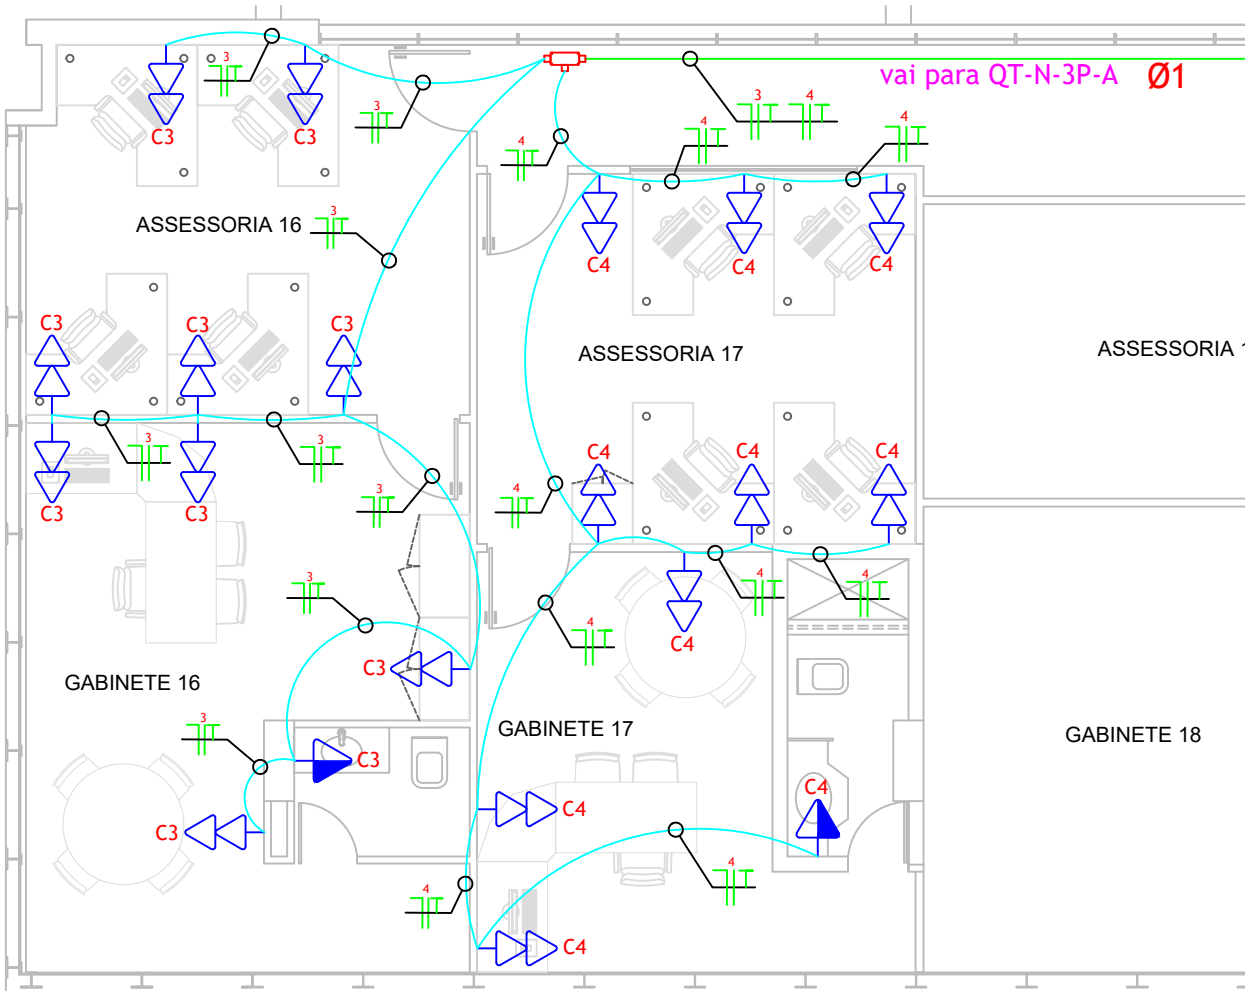 3
vai para QT-N-3P-A Ø1
3
3 4
4
4
4
C3
C3
ASSESSORIA 16
3
C4
C4
C4
C3
C3
C3
ASSESSORIA 17
ASSESSORIA 1
3
3
C4
C4
C4
C3
C3
3
4
3
4
4
4
C4
C3
GABINETE 16
3
GABINETE 17
GABINETE 18
C3
C4
C4
C3
4
4
C4